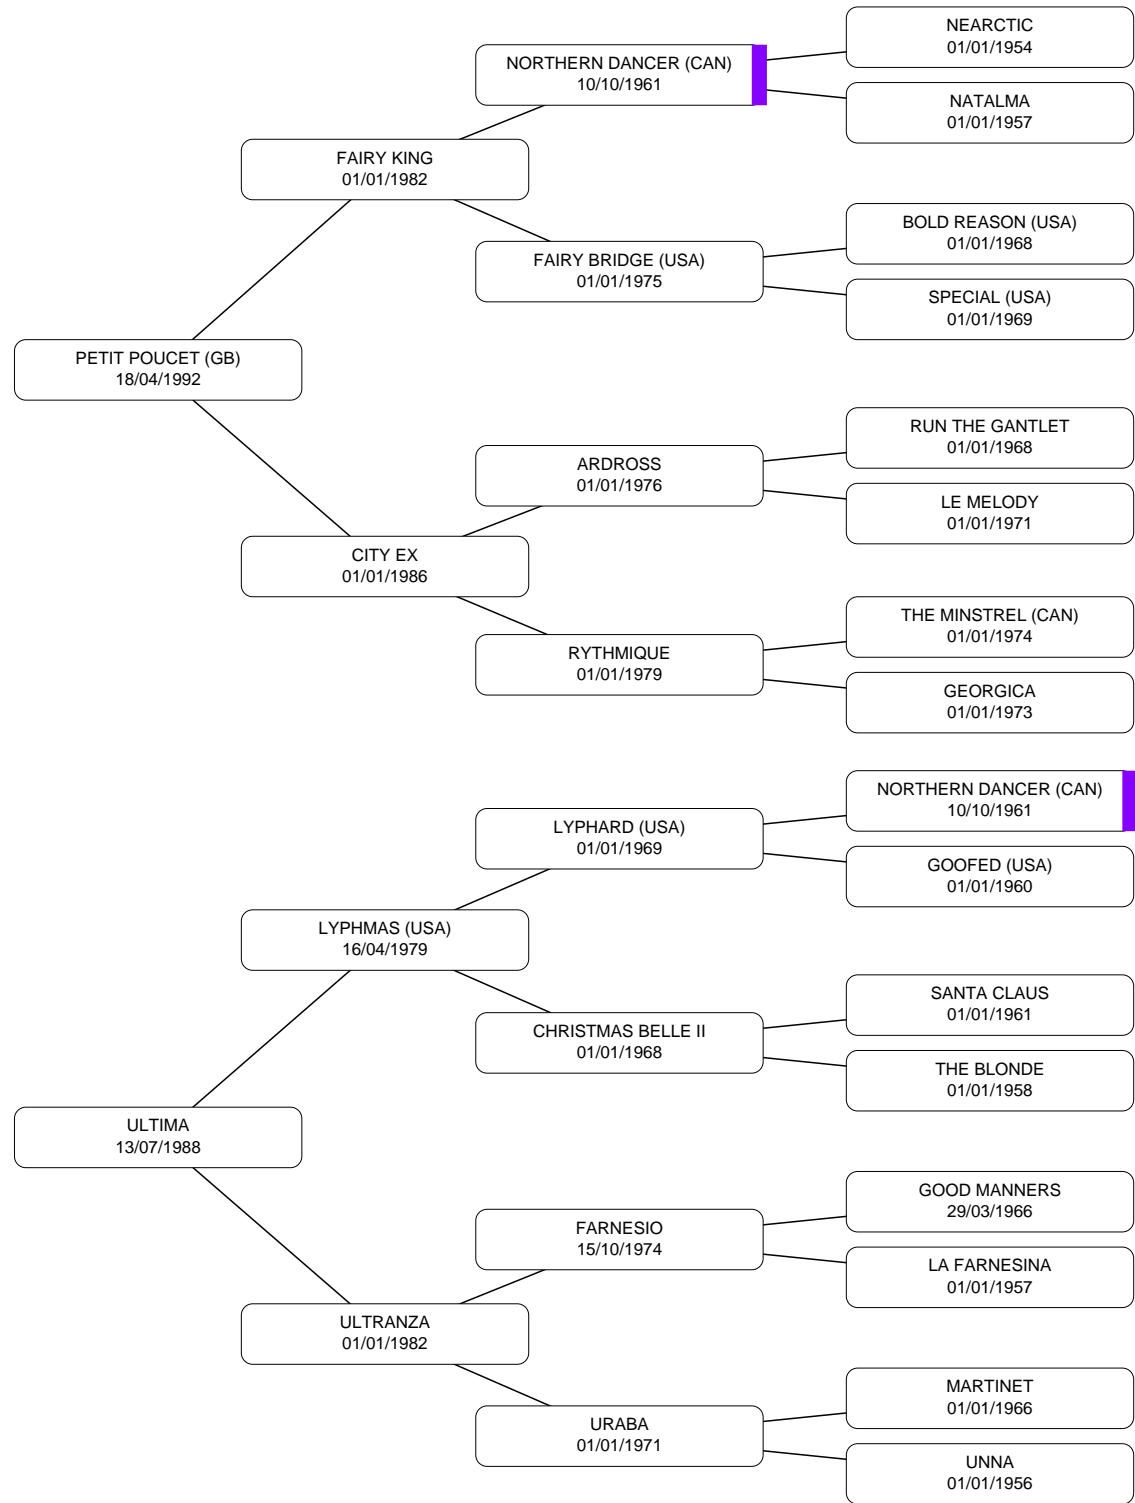 NEARCTIC
01/01/1954
NORTHERN DANCER (CAN)
10/10/1961
NATALMA
01/01/1957
FAIRY KING
01/01/1982
BOLD REASON (USA)
01/01/1968
FAIRY BRIDGE (USA)
01/01/1975
SPECIAL (USA)
01/01/1969
PETIT POUCET (GB)
18/04/1992
RUN THE GANTLET
01/01/1968
ARDROSS
01/01/1976
LE MELODY
01/01/1971
CITY EX
01/01/1986
THE MINSTREL (CAN)
01/01/1974
RYTHMIQUE
01/01/1979
GEORGICA
01/01/1973
NORTHERN DANCER (CAN)
10/10/1961
LYPHARD (USA)
01/01/1969
GOOFED (USA)
01/01/1960
LYPHMAS (USA)
16/04/1979
SANTA CLAUS
01/01/1961
CHRISTMAS BELLE II
01/01/1968
THE BLONDE
01/01/1958
ULTIMA
13/07/1988
GOOD MANNERS
29/03/1966
FARNESIO
15/10/1974
LA FARNESINA
01/01/1957
ULTRANZA
01/01/1982
MARTINET
01/01/1966
URABA
01/01/1971
UNNA
01/01/1956